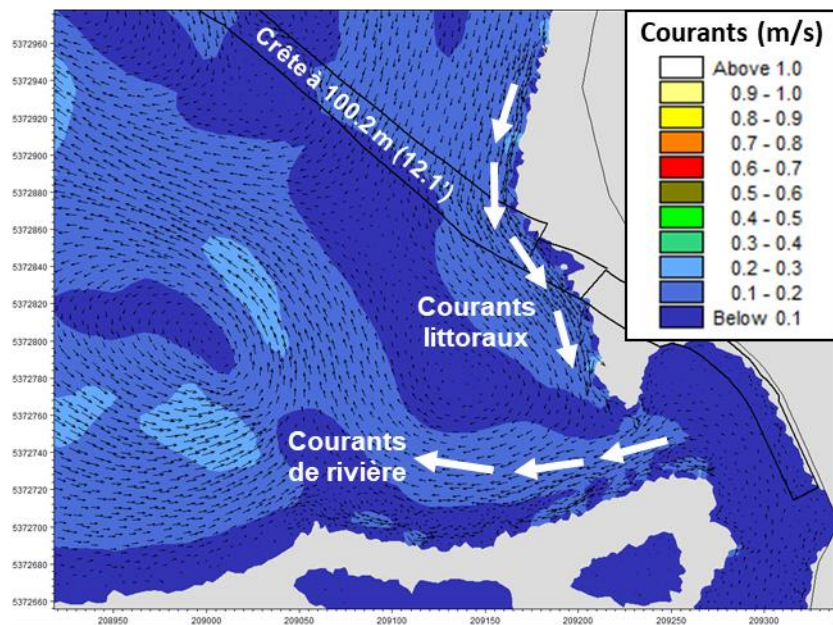 Courants (m/s)
Above 1.0
0.9 - 1.0
0.8 - 0.9
0.7 - 0.8
0.6 - 0.7
0.5 - 0.6
0.4 - 0.5
0.3 - 0.4
0.2 - 0.3
0.1 - 0.2
Below 0.1
Crête à 100.2 m (12.1')
Courants
littoraux
Courants
de rivière
5372960
5372940
5372920
5372900
5372880
5372860
5372840
5372820
5372800
5372780
5372760
5372740
5372720
5372700
5372680
5372660
208950
209000
209050
209100
209150
209200
209250
209300